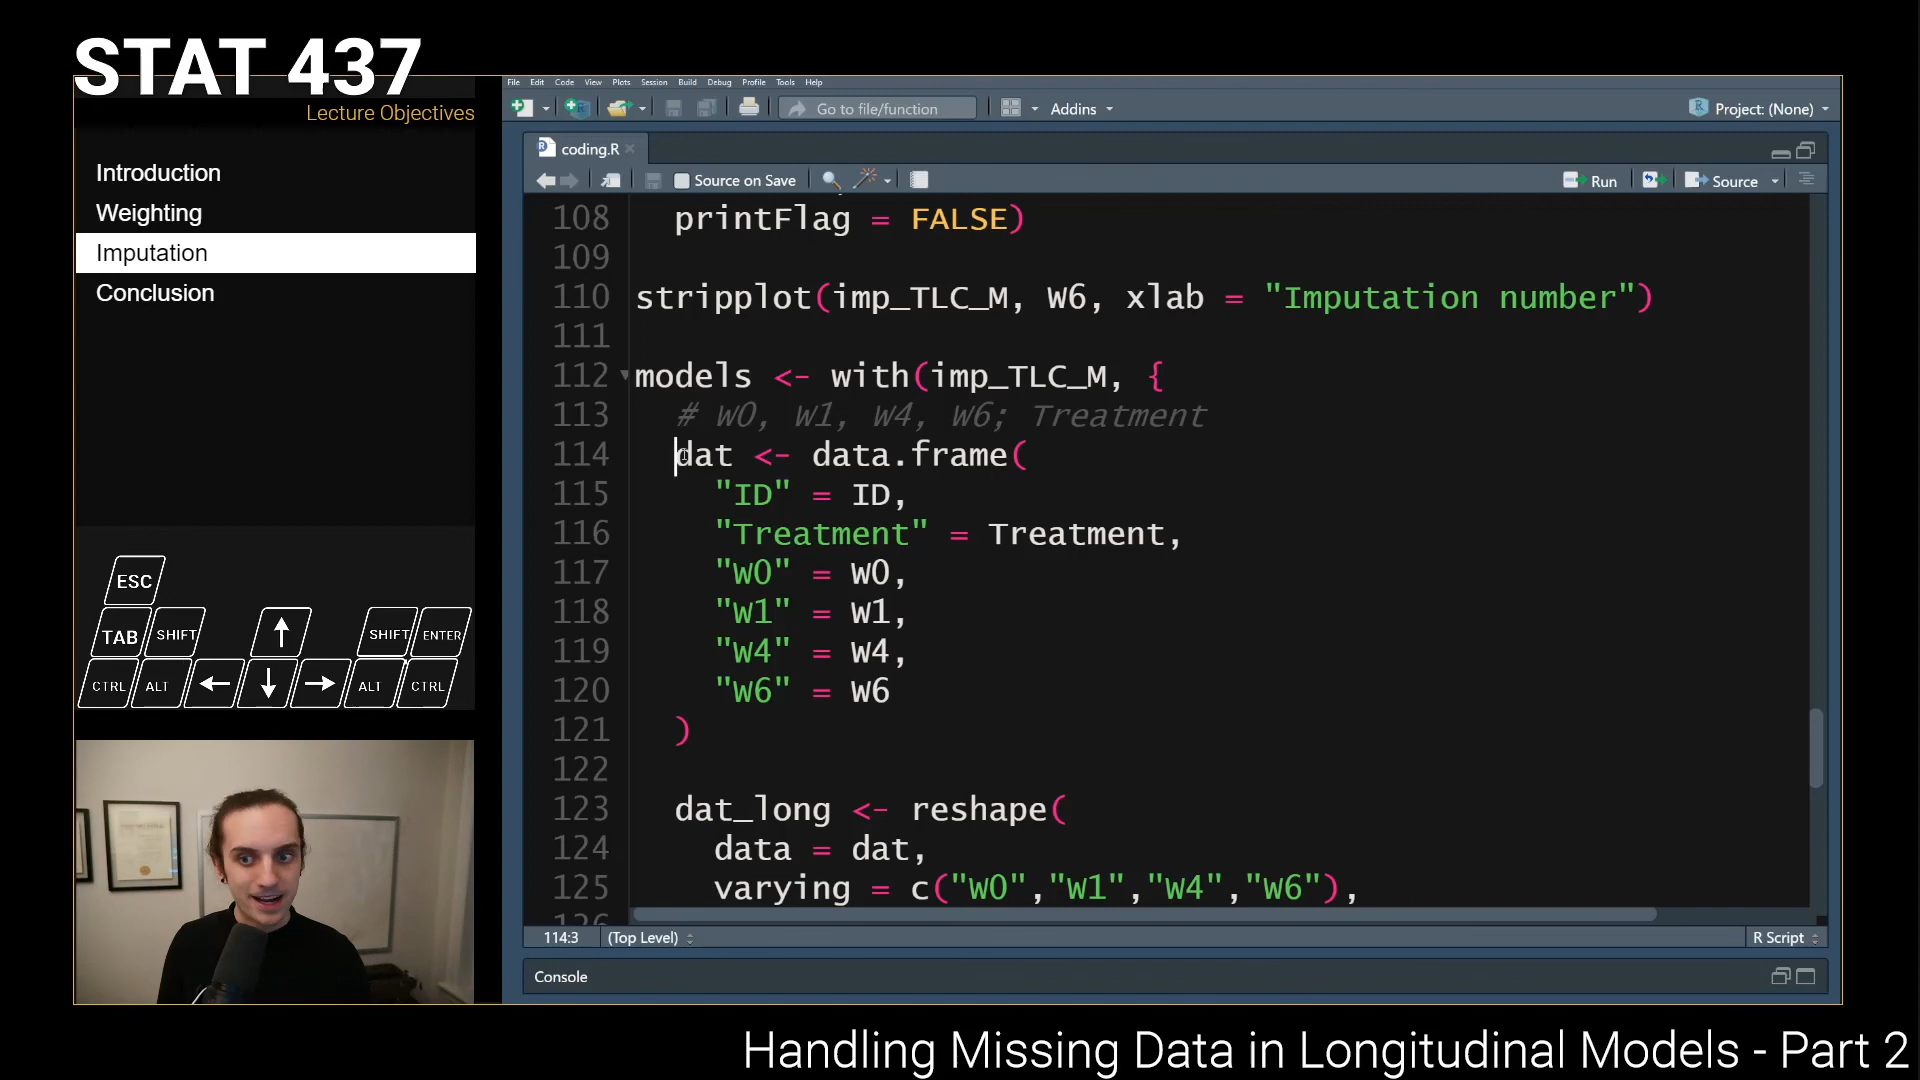 STAT 437
Lecture Objectives
Introduction
Weighting
Imputation
Conclusion
ESC
TAB SHIFT ↑ SHIFT ENTER
CTRL ALT ← ↓ → ALT CTRL
File Edit Code View Plots Session Build Debug Profile Tools Help
Go to file/function Addins Project: (None)
coding.R
Source on Save Run Source
108 printFlag = FALSE)
109
110 stripplot(imp_TLC_M, W6, xlab = "Imputation number")
111
112 models <- with(imp_TLC_M, {
113 # W0, W1, W4, W6; Treatment
114 dat <- data.frame(
115 "ID" = ID,
116 "Treatment" = Treatment,
117 "W0" = W0,
118 "W1" = W1,
119 "W4" = W4,
120 "W6" = W6
121 )
122
123 dat_long <- reshape(
124 data = dat,
125 varying = c("W0","W1","W4","W6"),
114:3 (Top Level) R Script
Console
Handling Missing Data in Longitudinal Models - Part 2